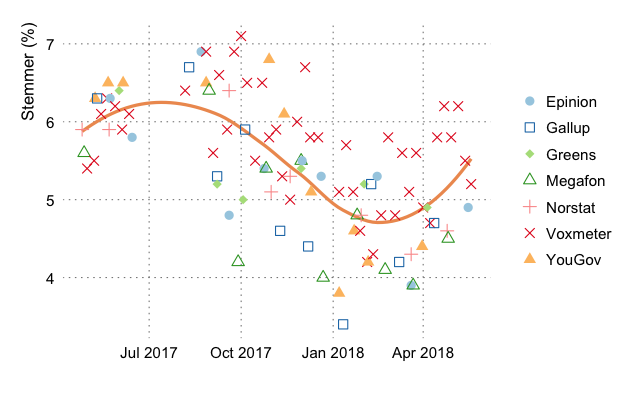 Stemmer (%)
7
6
5
4
Jul 2017
Oct 2017
Jan 2018
Apr 2018
Epinion
Gallup
Greens
Megafon
Norstat
Voxmeter
YouGov